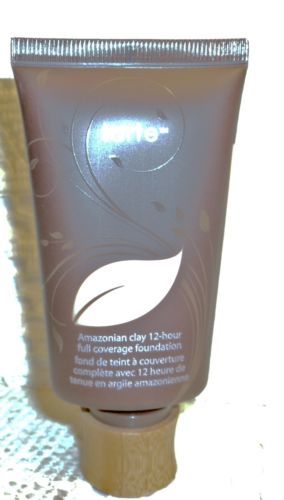 tarte™
Amazonian clay 12-hour
full coverage foundation
fond de teint à couverture
complète avec 12 heure de
tenue en argile amazonienne